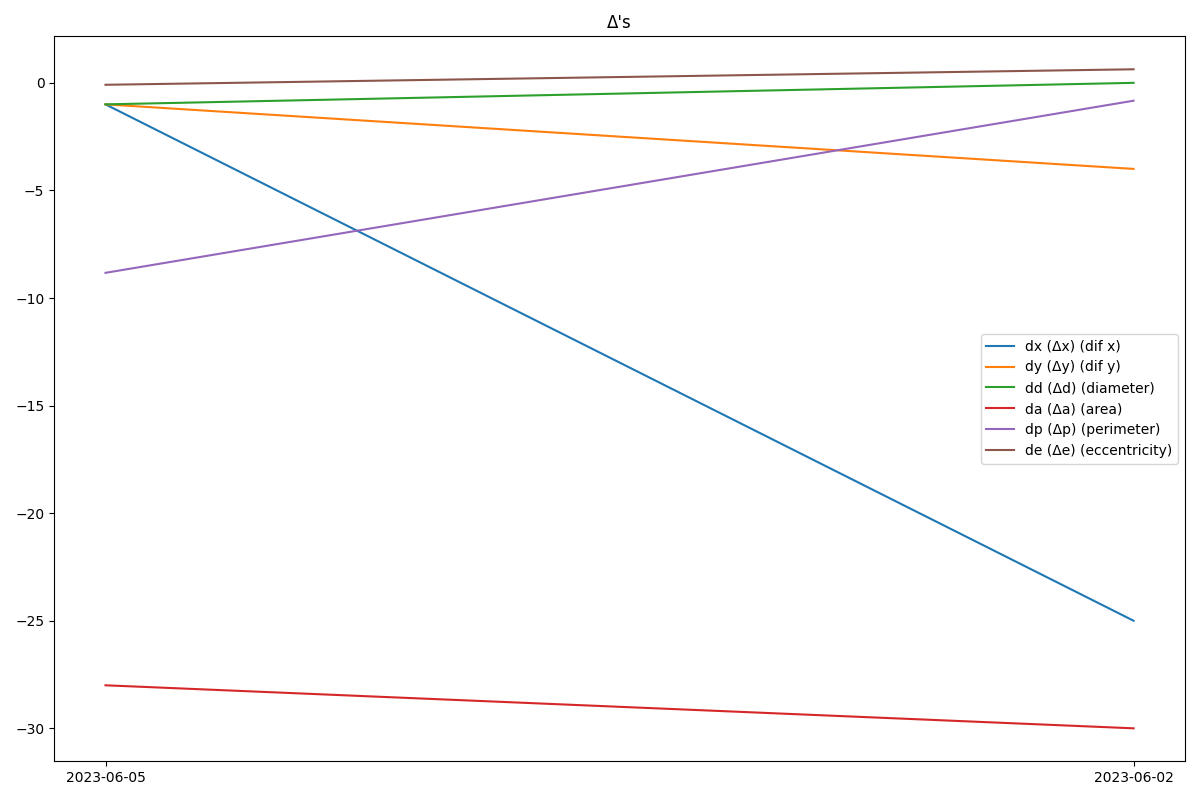 Δ's
0
−5
−10
−15
−20
−25
−30
dx (Δx) (dif x)
dy (Δy) (dif y)
dd (Δd) (diameter)
da (Δa) (area)
dp (Δp) (perimeter)
de (Δe) (eccentricity)
2023-06-05 2023-06-02